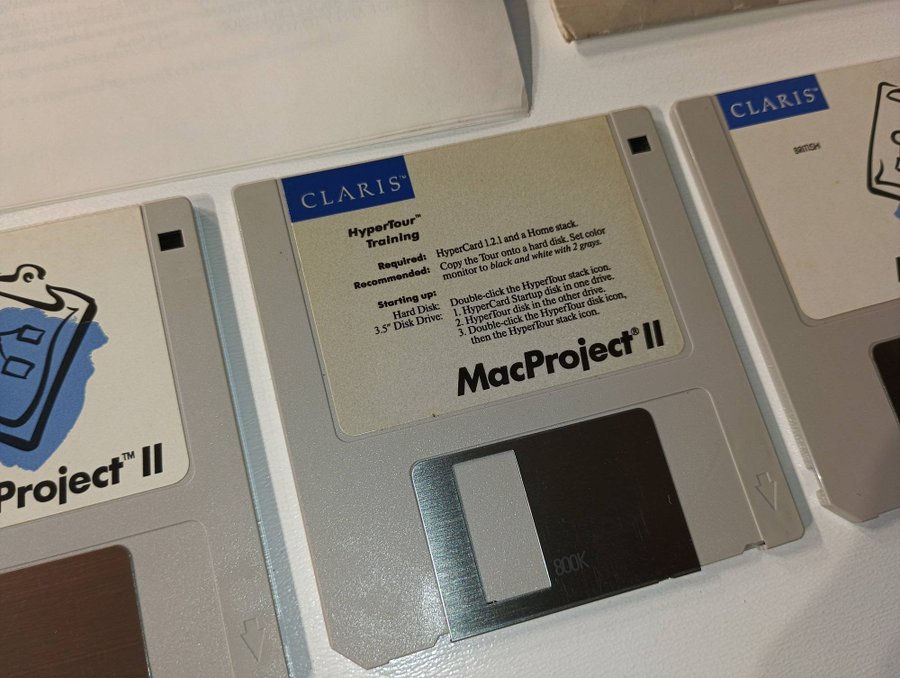 CLARIS™
HyperTour™
Training
Required: HyperCard 1.2.1 and a Home stack.
Recommended: Copy the Tour onto a hard disk. Set color
monitor to black and white with 2 grays.
Starting up:
Hard Disk: Double-click the HyperTour stack icon.
3.5" Disk Drive: 1. HyperCard Startup disk in one drive.
2. HyperTour disk in the other drive.
3. Double-click the HyperTour disk icon,
then the HyperTour stack icon.
MacProject® II
800K
Project™ II
CLARIS™
BRITISH